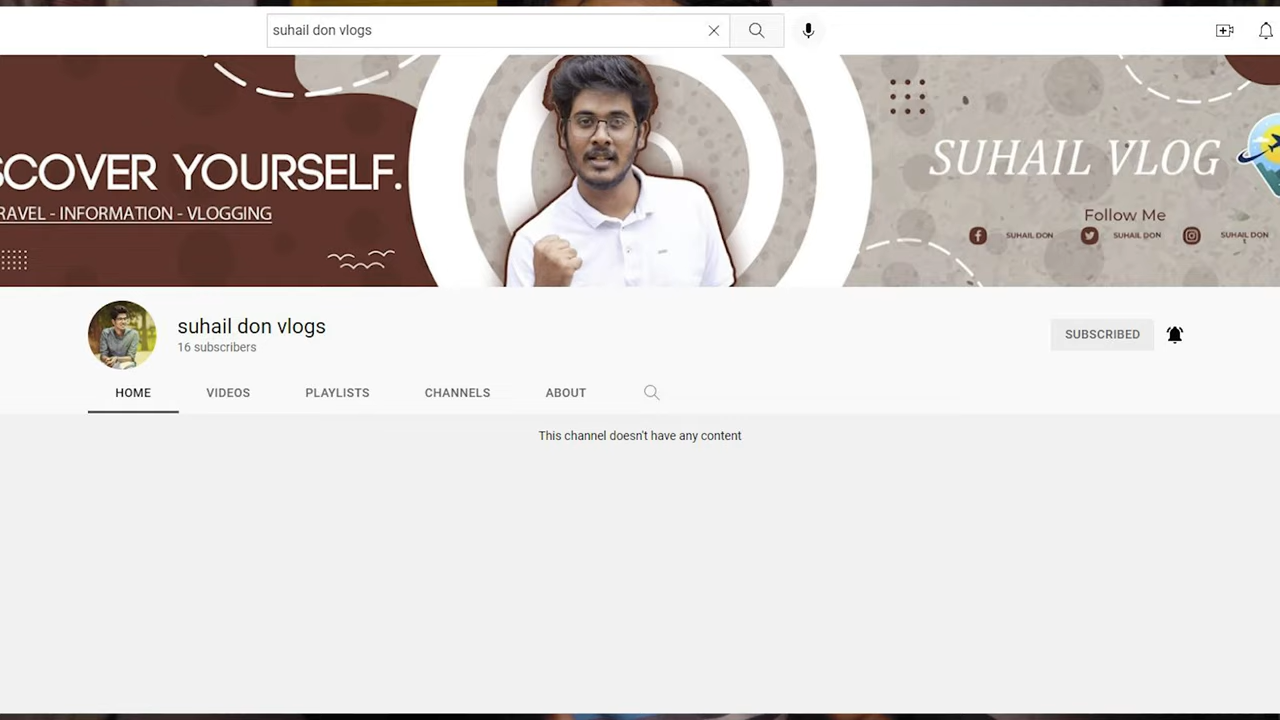 suhail don vlogs
SCOVER YOURSELF.
RAVEL - INFORMATION - VLOGGING
SUHAIL VLOG
Follow Me
SUHAIL DON
SUHAIL DON
SUHAIL DON
suhail don vlogs
16 subscribers
SUBSCRIBED
HOME
VIDEOS
PLAYLISTS
CHANNELS
ABOUT
This channel doesn't have any content